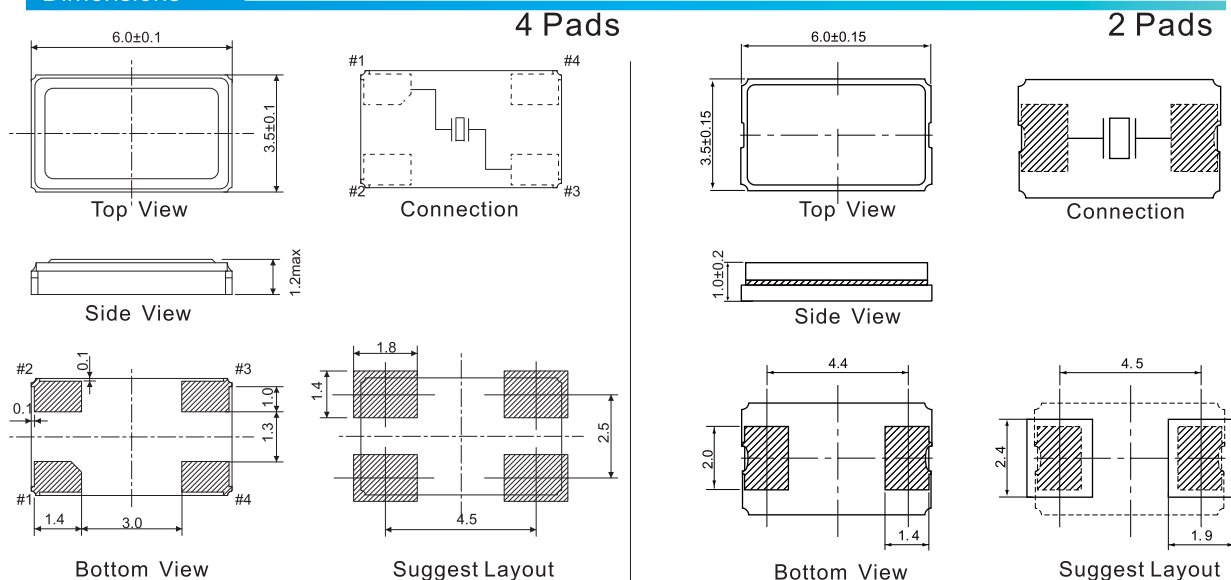 Dimensions
4 Pads
6.0±0.1
3.5±0.1
Top View
#1
#4
#2
#3
Connection
1.2max
Side View
#2
#3
#1
#4
0.1
0.1
1.0
1.3
1.4
3.0
Bottom View
1.8
1.4
2.5
4.5
Suggest Layout
2 Pads
6.0±0.15
3.5±0.15
Top View
Connection
1.0±0.2
Side View
4.4
2.0
1.4
Bottom View
4.5
2.4
1.9
Suggest Layout